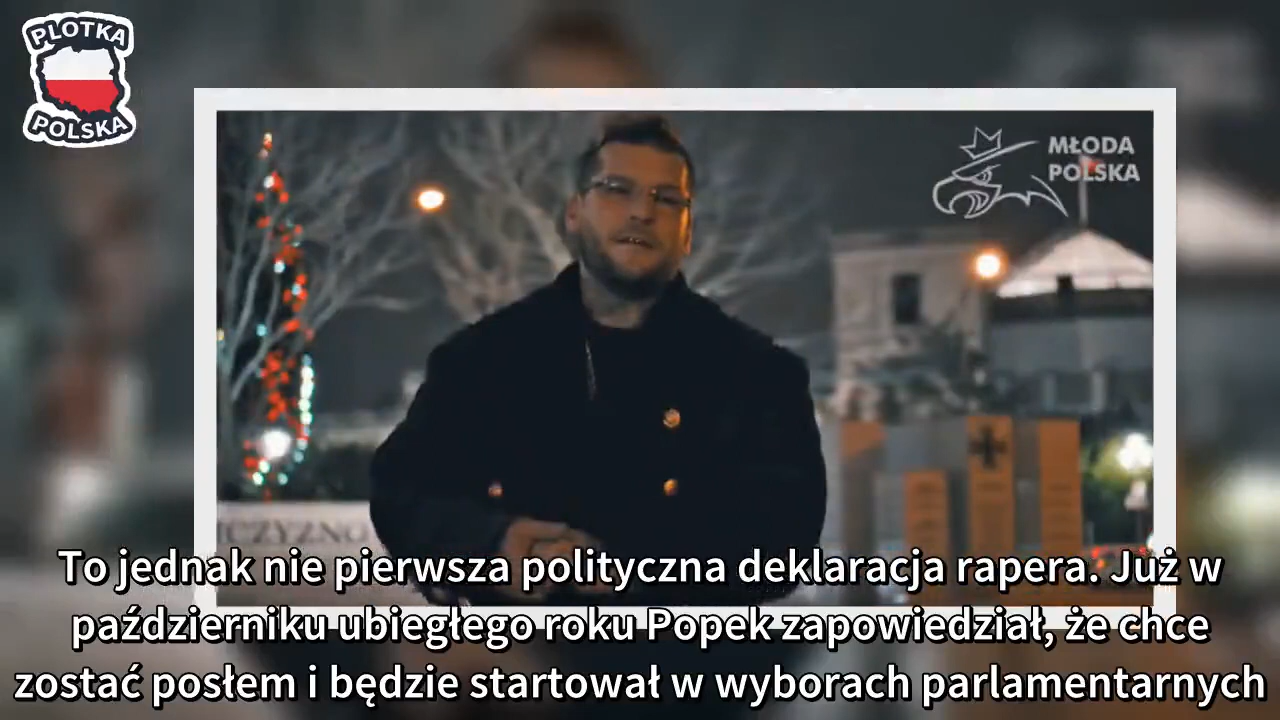 PLOTKA
POLSKA
MŁODA
POLSKA
CZYZNO
To jednak nie pierwsza polityczna deklaracja rapera. Już w
październiku ubiegłego roku Popek zapowiedział, że chce
zostać posłem i będzie startował w wyborach parlamentarnych